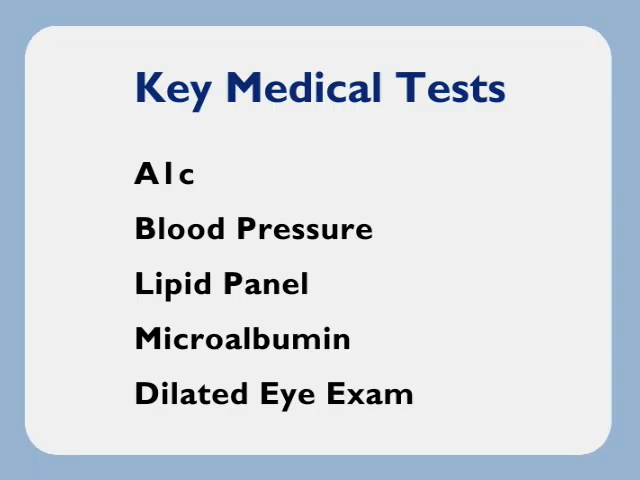 Key Medical Tests
A1c
Blood Pressure
Lipid Panel
Microalbumin
Dilated Eye Exam